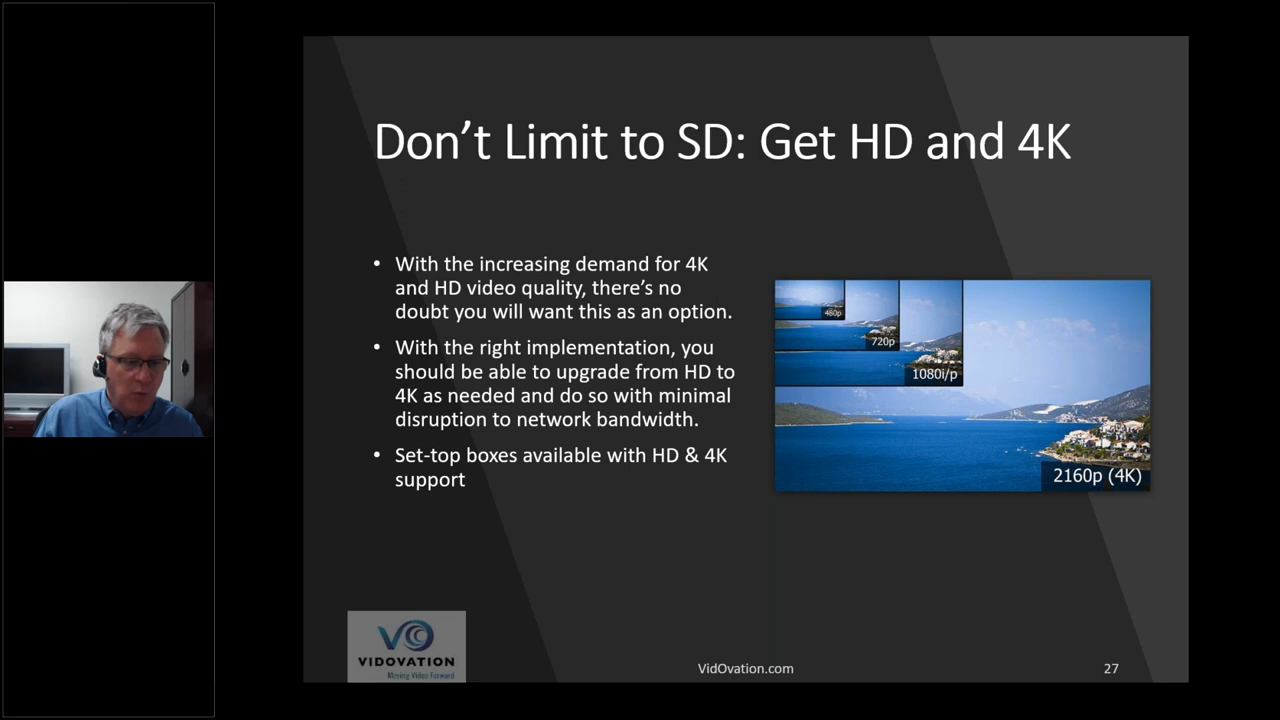 Don't Limit to SD: Get HD and 4K
• With the increasing demand for 4K
and HD video quality, there's no
doubt you will want this as an option.
• With the right implementation, you
should be able to upgrade from HD to
4K as needed and do so with minimal
disruption to network bandwidth.
• Set-top boxes available with HD & 4K
support
480p
720p
1080i/p
2160p (4K)
VO
VIDOVATION
Moving Video Forward
VidOvation.com
27